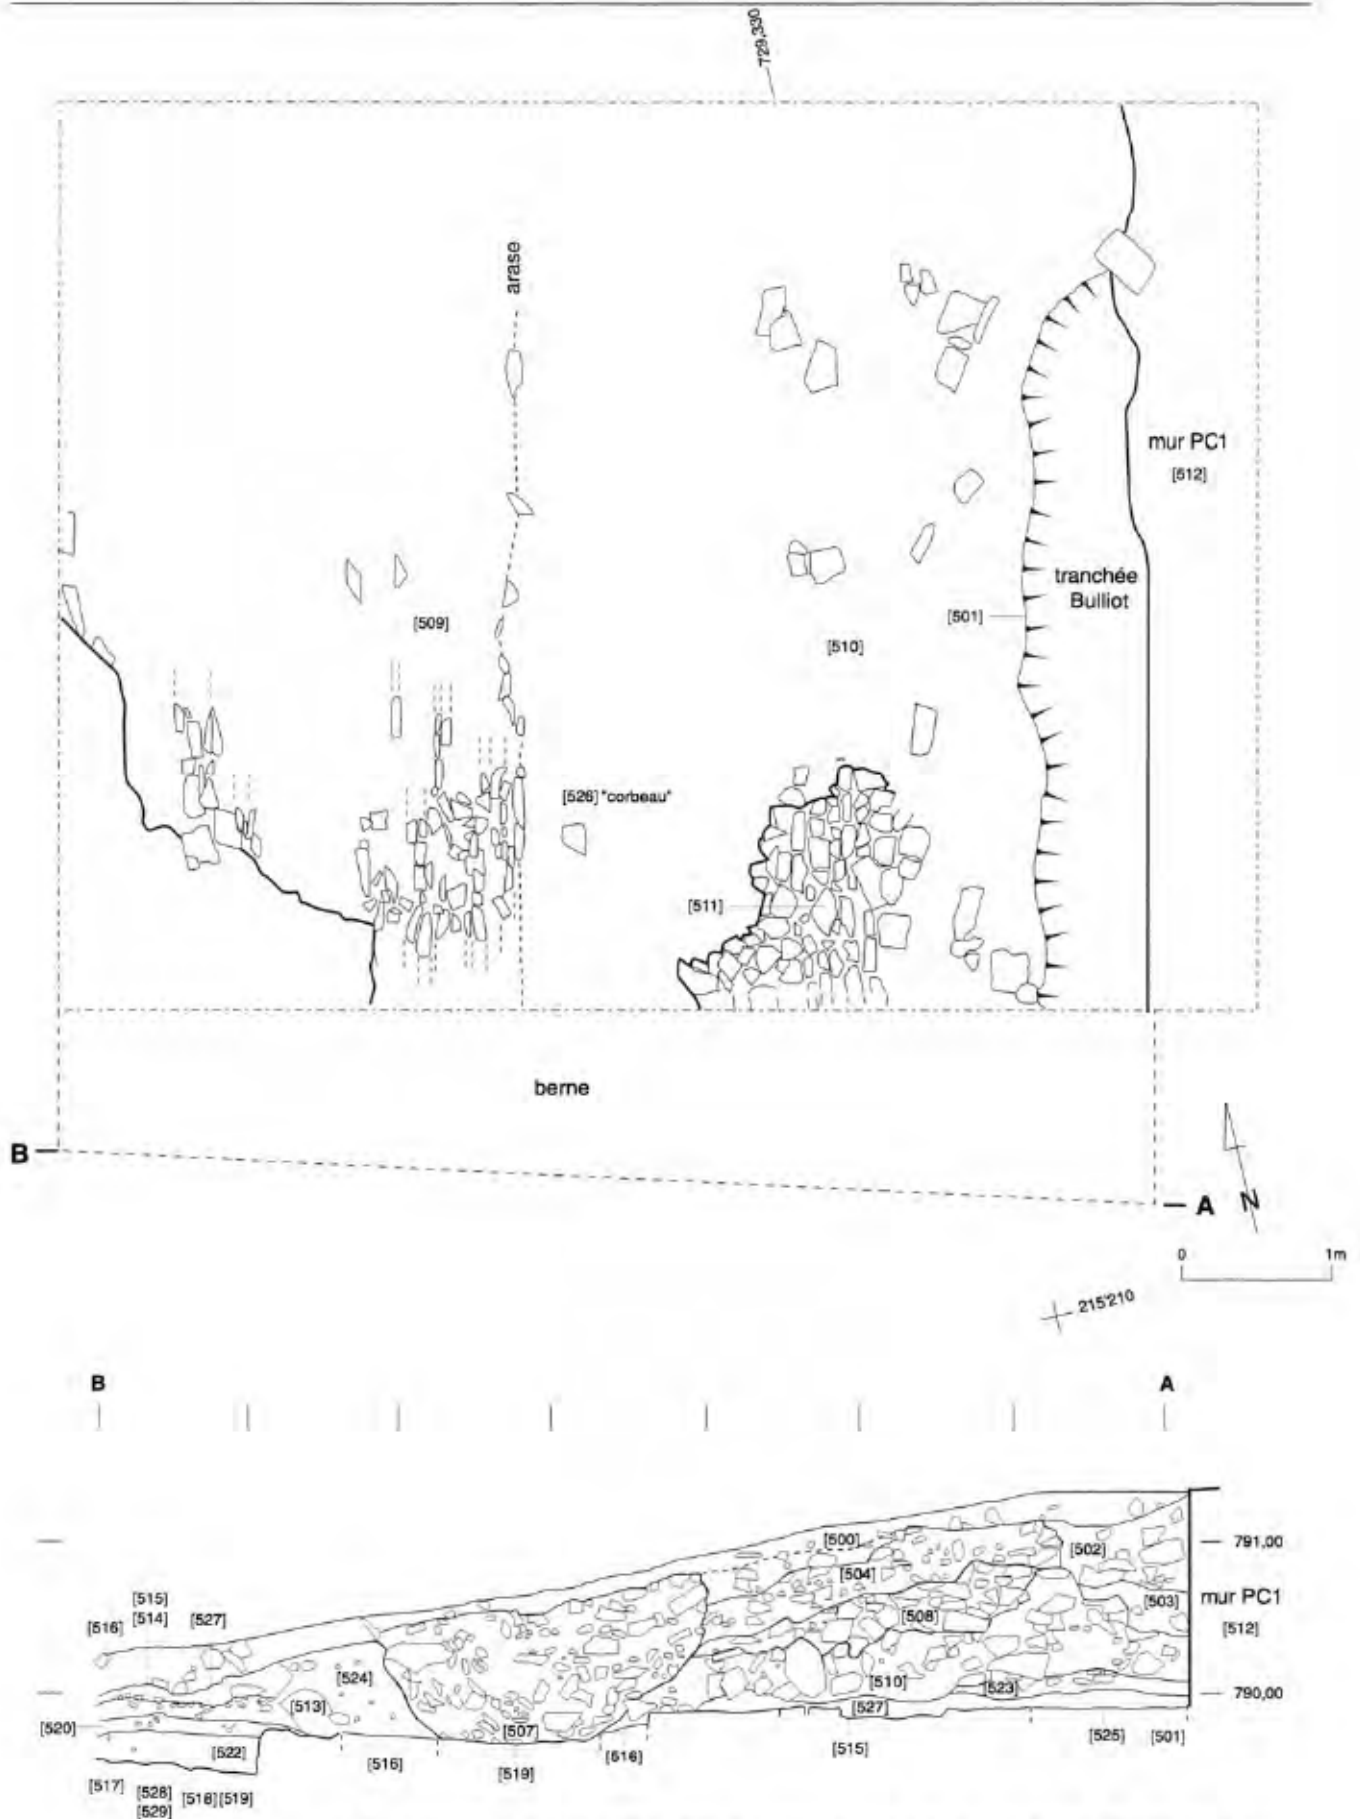 729,330
arase
mur PC1
[512]
tranchée
Bulliot
[501]
[509]
[510]
[526] "corbeau"
[511]
berne
B
A
N
0 1m
215'210
B A
[500]
791,00
[502]
[504]
[515]
[514] [527]
[516]
[503]
mur PC1
[508]
[512]
[524]
[510]
[523]
790,00
[513]
[527]
[520]
[507]
[522]
[516]
[519]
[516]
[515]
[525] [501]
[517]
[528]
[529]
[518] [519]